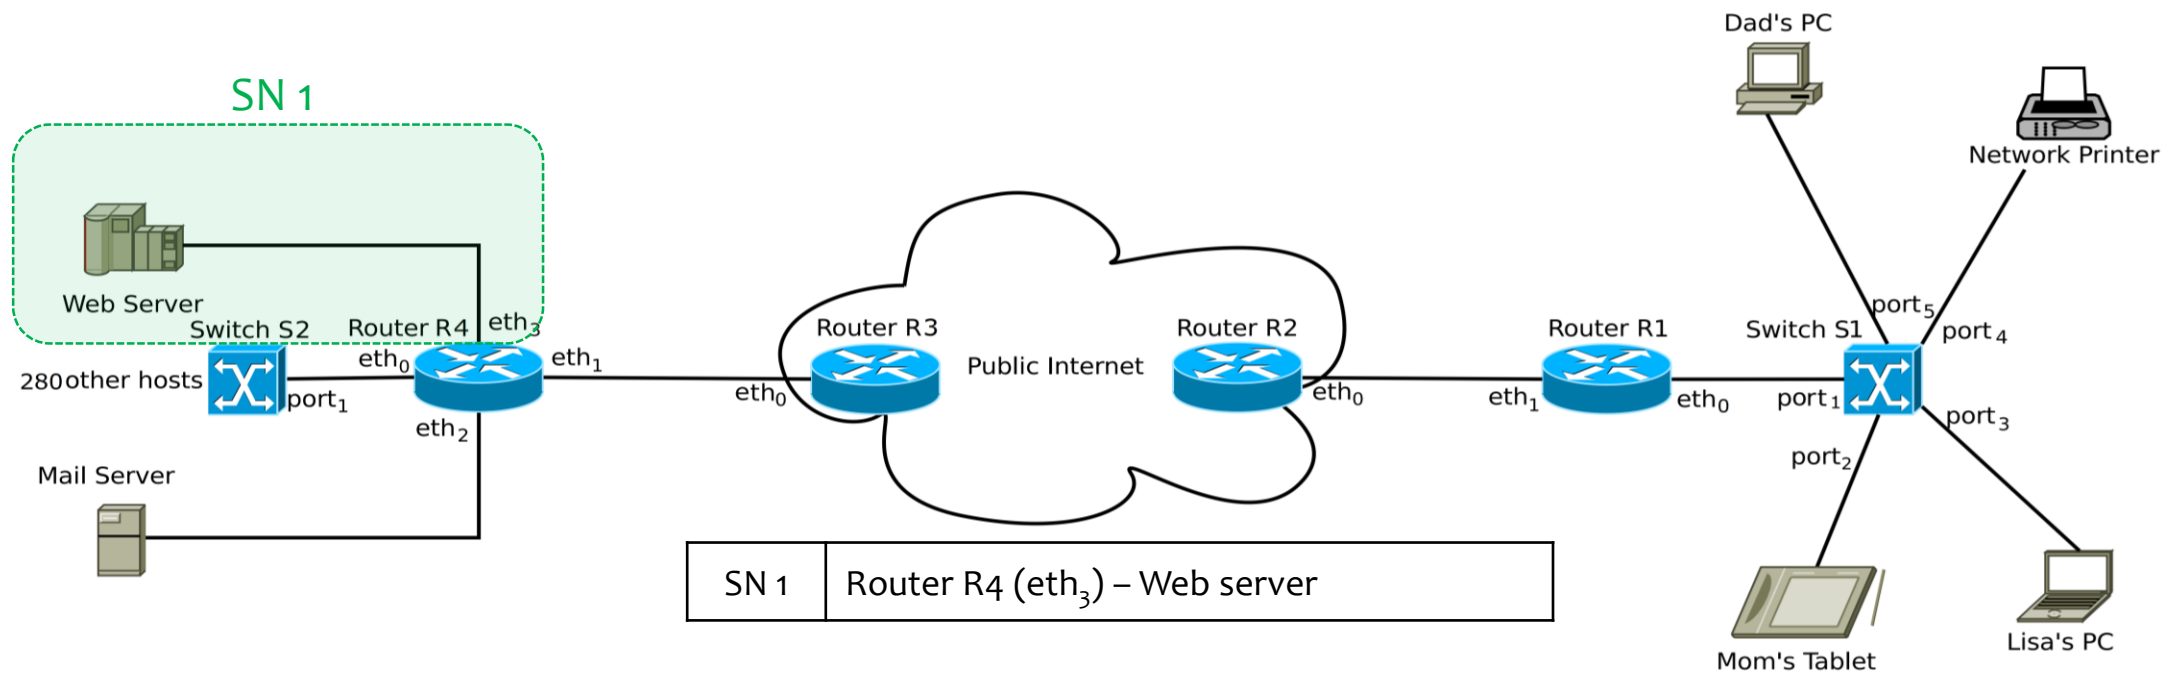 Dad's PC
SN 1
Network Printer
Web Server
Switch S2
Router R4
eth₃
port₅
eth₀
eth₁
Router R3
Router R2
Router R1
Switch S1
port₄
Public Internet
280other hosts
port₁
eth₀
eth₀
eth₁
eth₀
port₁
port₃
eth₂
port₂
Mail Server
SN 1
Router R4 (eth₃) – Web server
Lisa's PC
Mom's Tablet